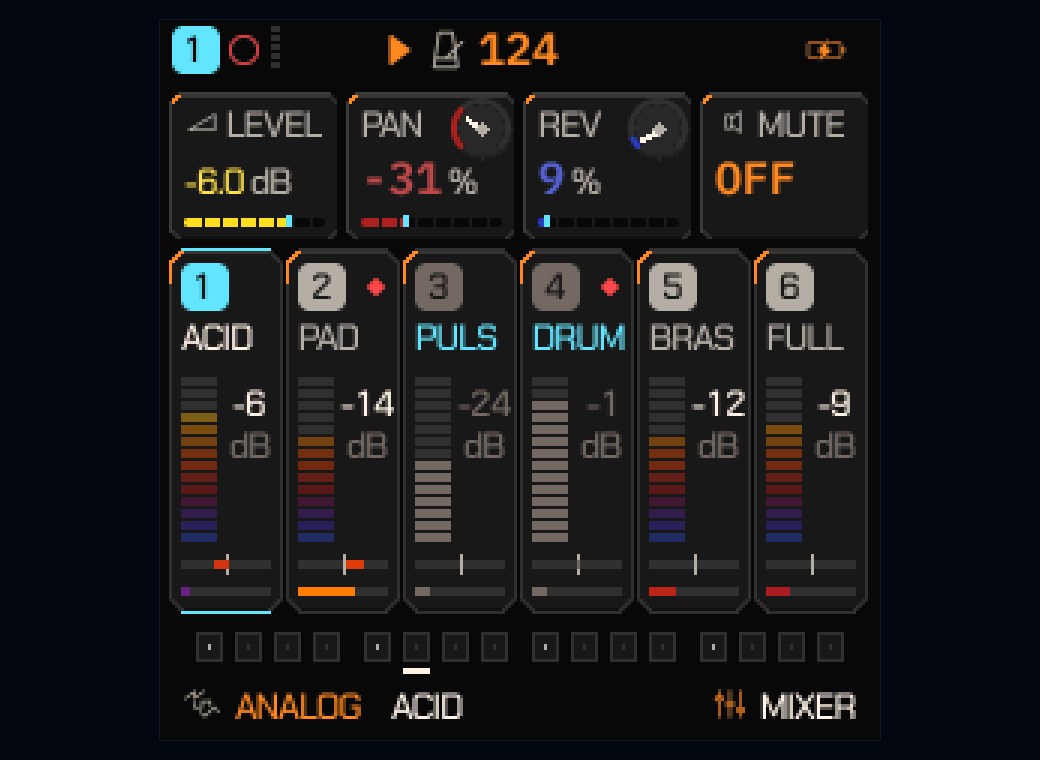 1 124
LEVEL PAN REV MUTE
-6.0 dB -31 % 9 % OFF
1 2 3 4 5 6
ACID PAD PULS DRUM BRAS FULL
-6 -14 -24 -1 -12 -9
dB dB dB dB dB dB
ANALOG ACID MIXER